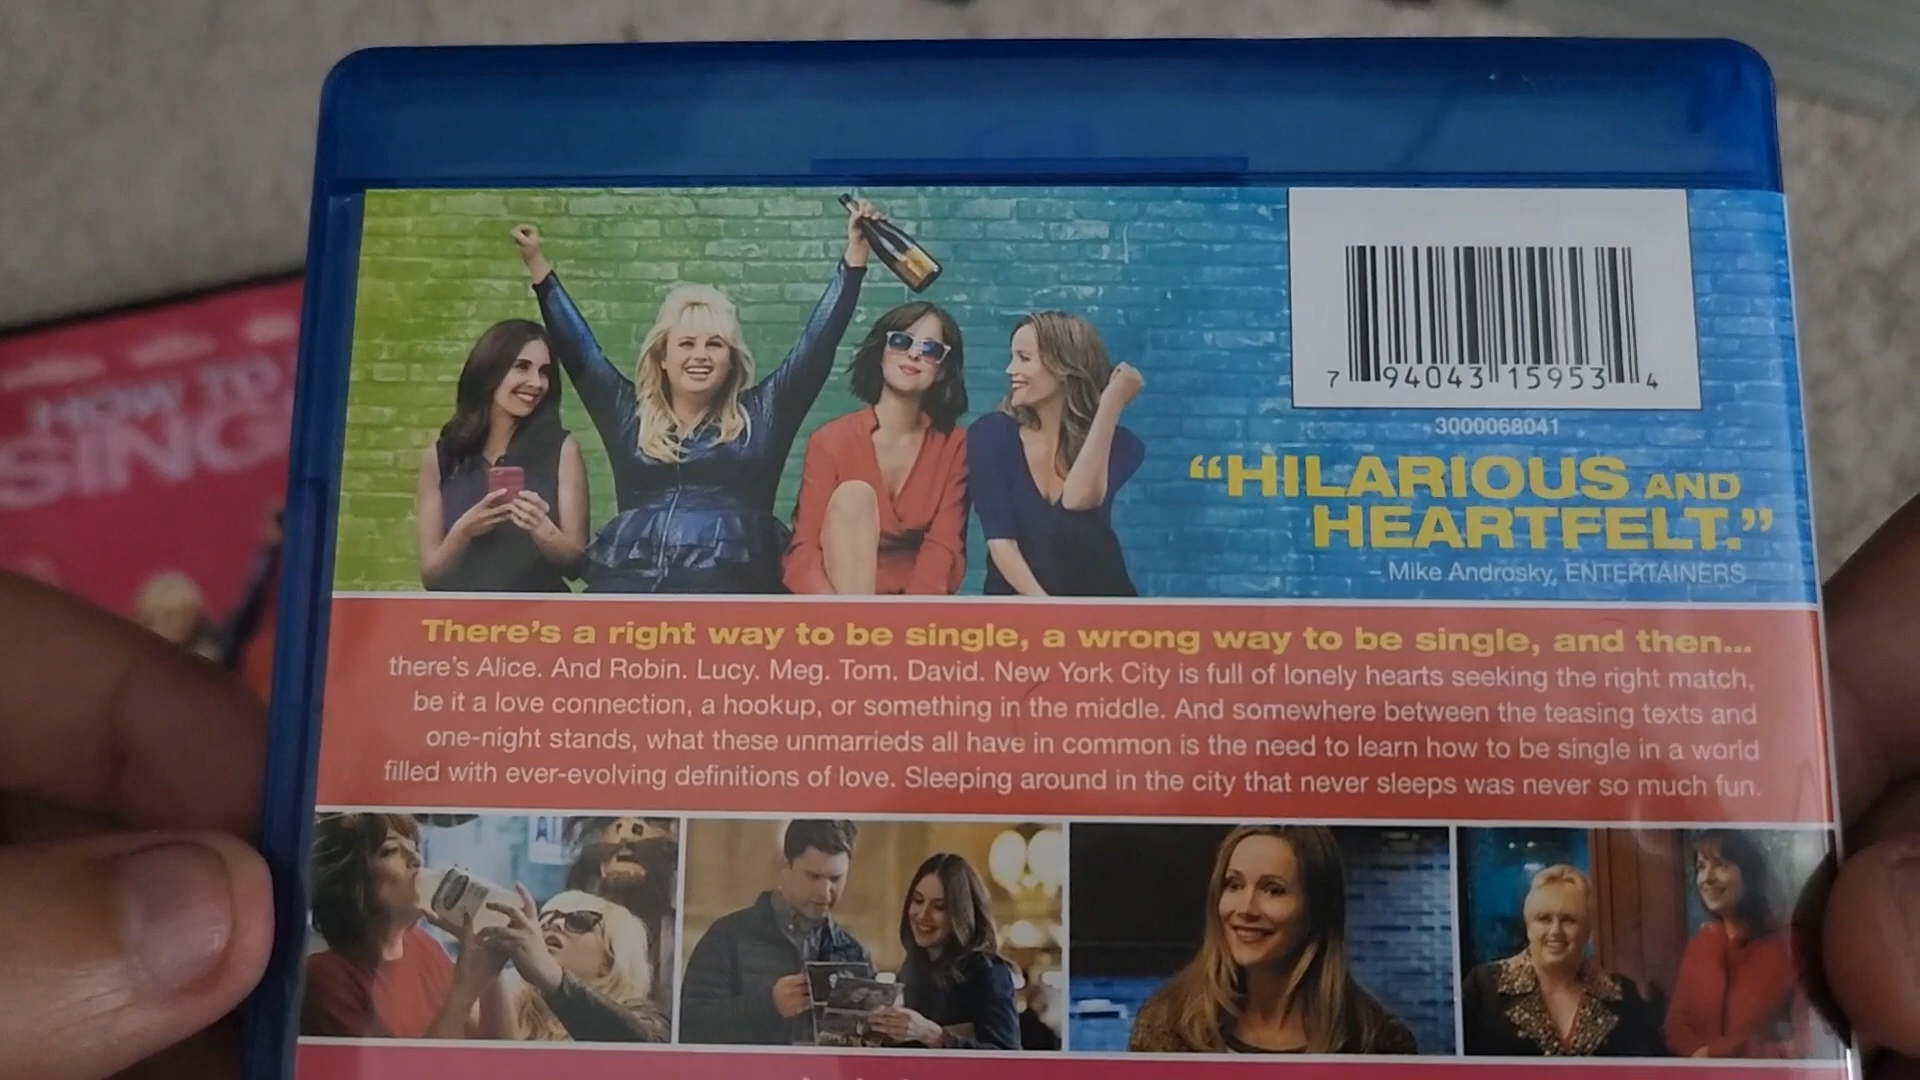 HOW TO
SING
7 94043 15953 4
3000068041
“HILARIOUS AND
HEARTFELT.”
– Mike Androsky, ENTERTAINERS
There's a right way to be single, a wrong way to be single, and then...
there's Alice. And Robin. Lucy. Meg. Tom. David. New York City is full of lonely hearts seeking the right match,
be it a love connection, a hookup, or something in the middle. And somewhere between the teasing texts and
one-night stands, what these unmarrieds all have in common is the need to learn how to be single in a world
filled with ever-evolving definitions of love. Sleeping around in the city that never sleeps was never so much fun.